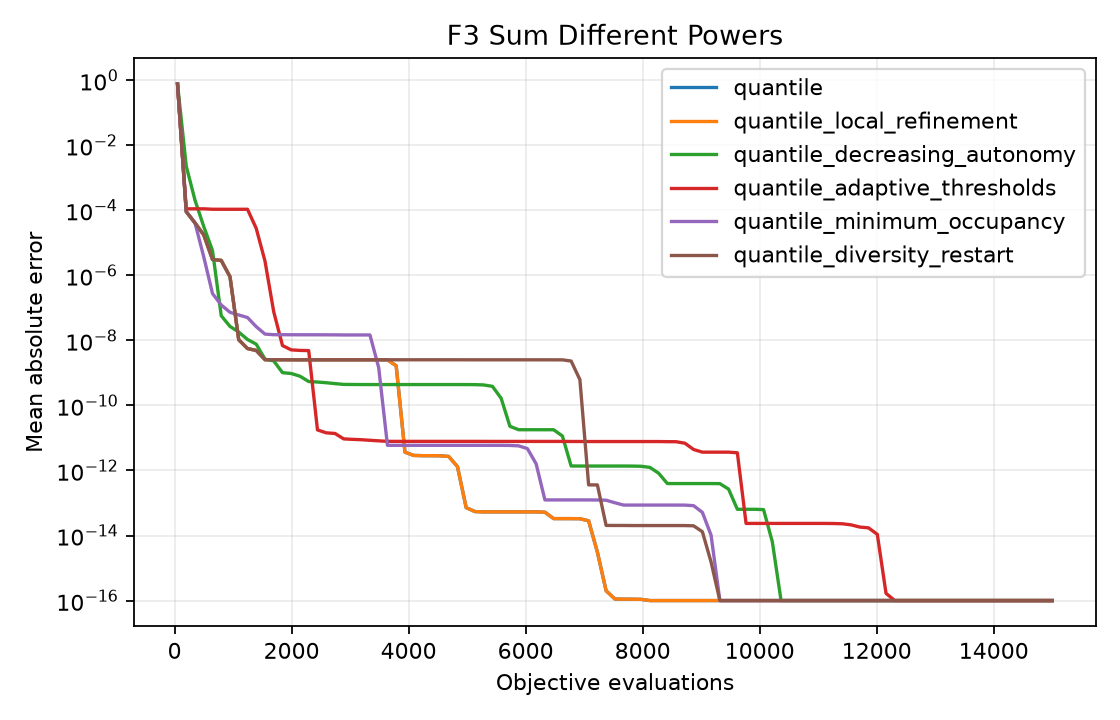 F3 Sum Different Powers
quantile
quantile_local_refinement
quantile_decreasing_autonomy
quantile_adaptive_thresholds
quantile_minimum_occupancy
quantile_diversity_restart
Mean absolute error
10⁰
10⁻²
10⁻⁴
10⁻⁶
10⁻⁸
10⁻¹⁰
10⁻¹²
10⁻¹⁴
10⁻¹⁶
0 2000 4000 6000 8000 10000 12000 14000
Objective evaluations